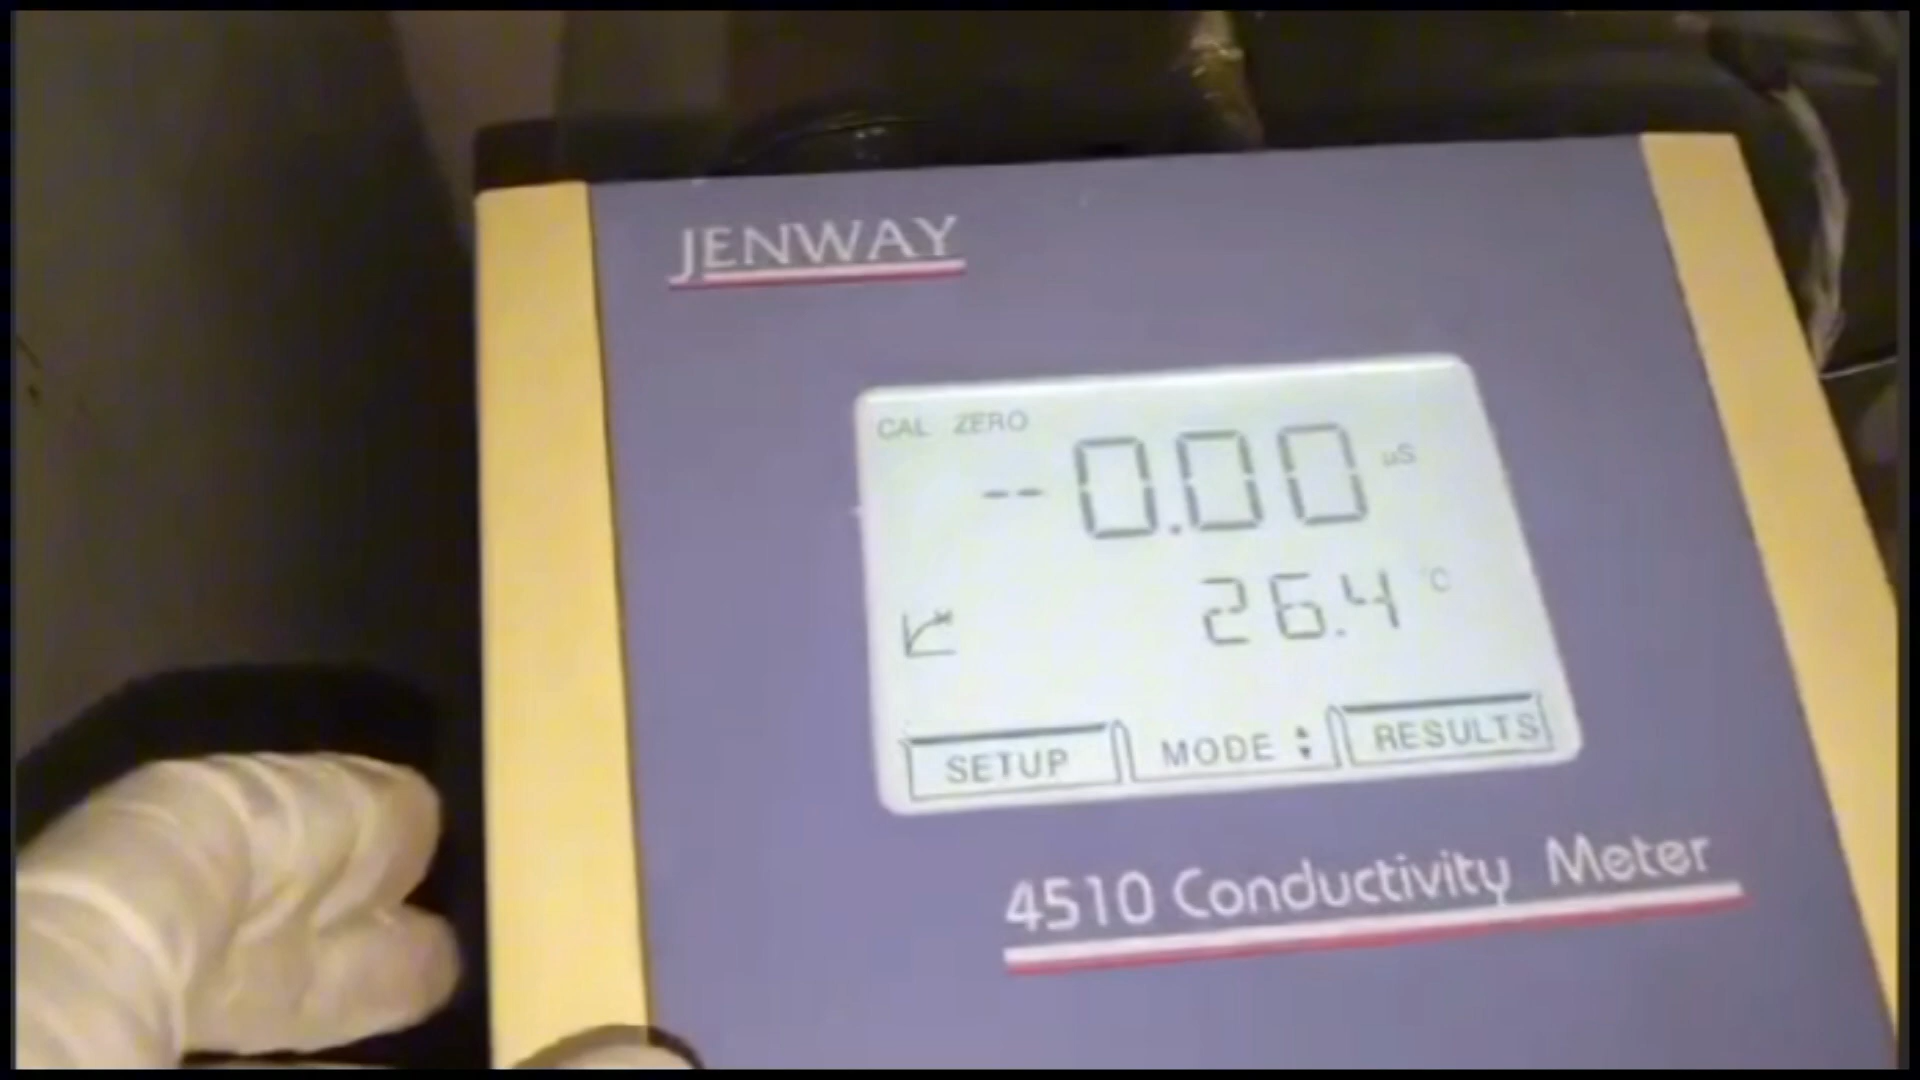 JENWAY
CAL ZERO
--0.00 µS
26.4 °C
SETUP MODE RESULTS
4510 Conductivity Meter